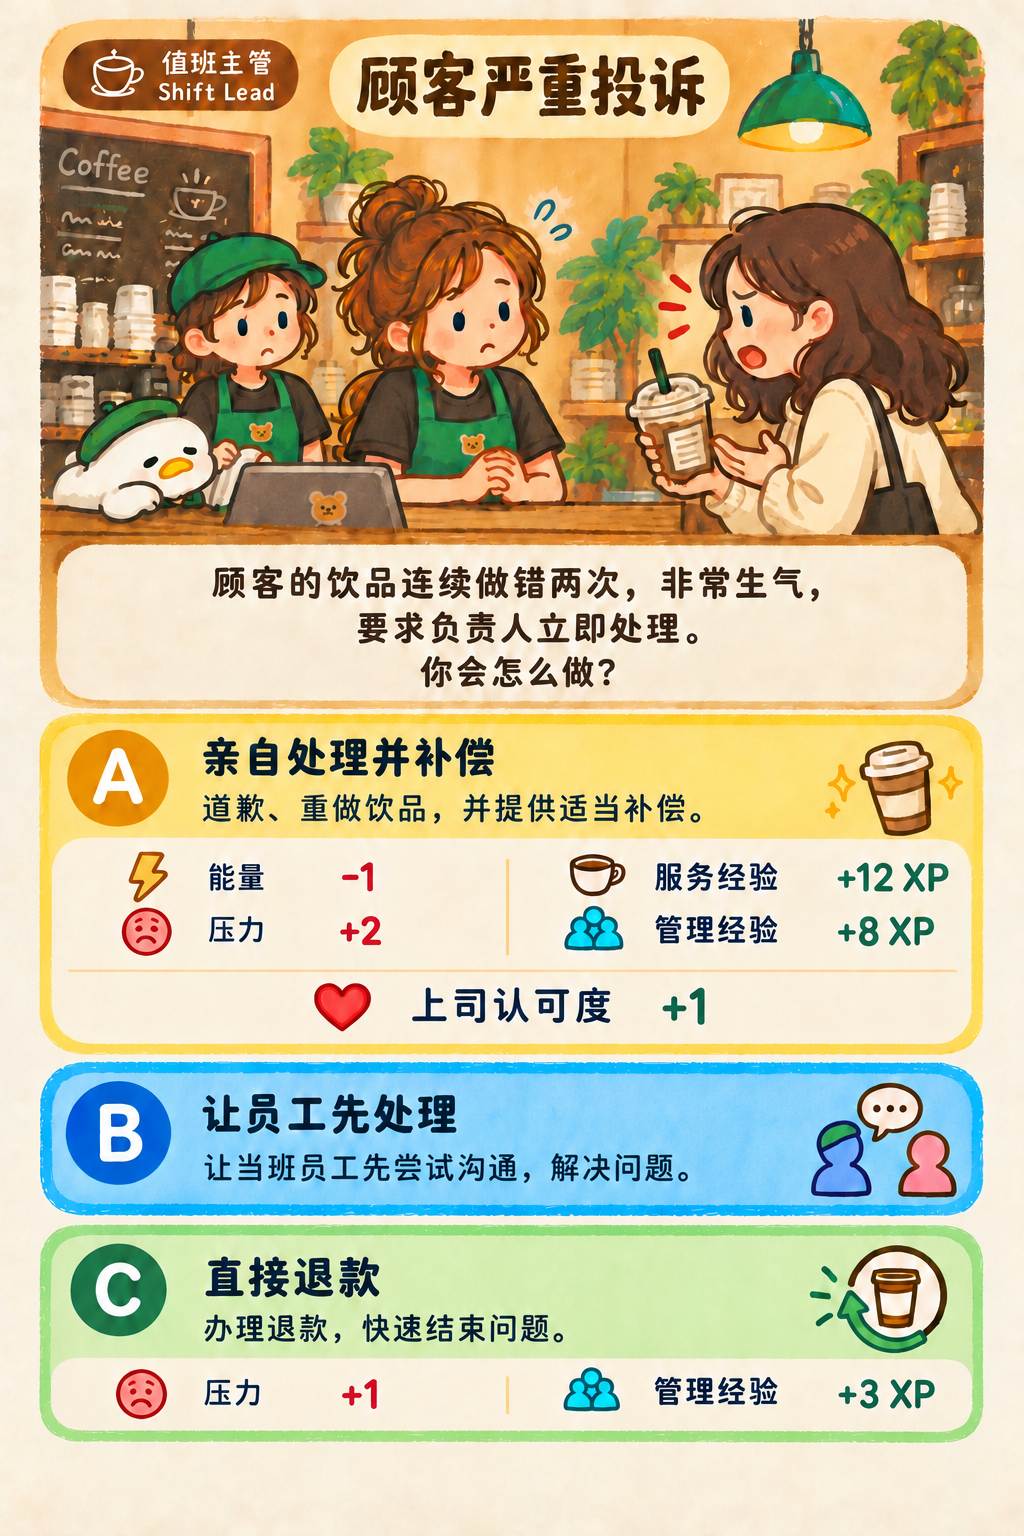 值班主管
Shift Lead
顾客严重投诉
Coffee
顾客的饮品连续做错两次，非常生气，
要求负责人立即处理。
你会怎么做？
A
亲自处理并补偿
道歉、重做饮品，并提供适当补偿。
能量 -1
服务经验 +12 XP
压力 +2
管理经验 +8 XP
上司认可度 +1
B
让员工先处理
让当班员工先尝试沟通，解决问题。
C
直接退款
办理退款，快速结束问题。
压力 +1
管理经验 +3 XP